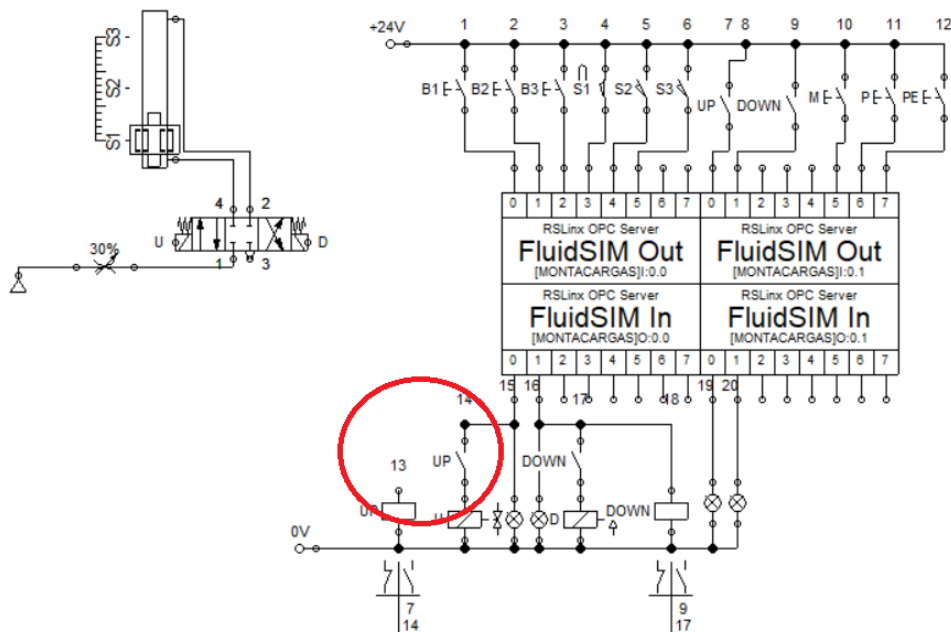 +24V 1 2 3 4 5 6 7 8 9 10 11 12
S3
S2
S1
B1 B2 B3 S1 S2 S3 UP DOWN M P PE
4 2
U D
1 3
30%
0 1 2 3 4 5 6 7 0 1 2 3 4 5 6 7
RSLinx OPC Server RSLinx OPC Server
FluidSIM Out FluidSIM Out
[MONTACARGAS]I:0.0 [MONTACARGAS]I:0.1
RSLinx OPC Server RSLinx OPC Server
FluidSIM In FluidSIM In
[MONTACARGAS]O:0.0 [MONTACARGAS]O:0.1
0 1 2 3 4 5 6 7 0 1 2 3 4 5 6 7
15 16 19 20
14 17 18
13 UP DOWN
UP U D DOWN
0V
7 9
14 17